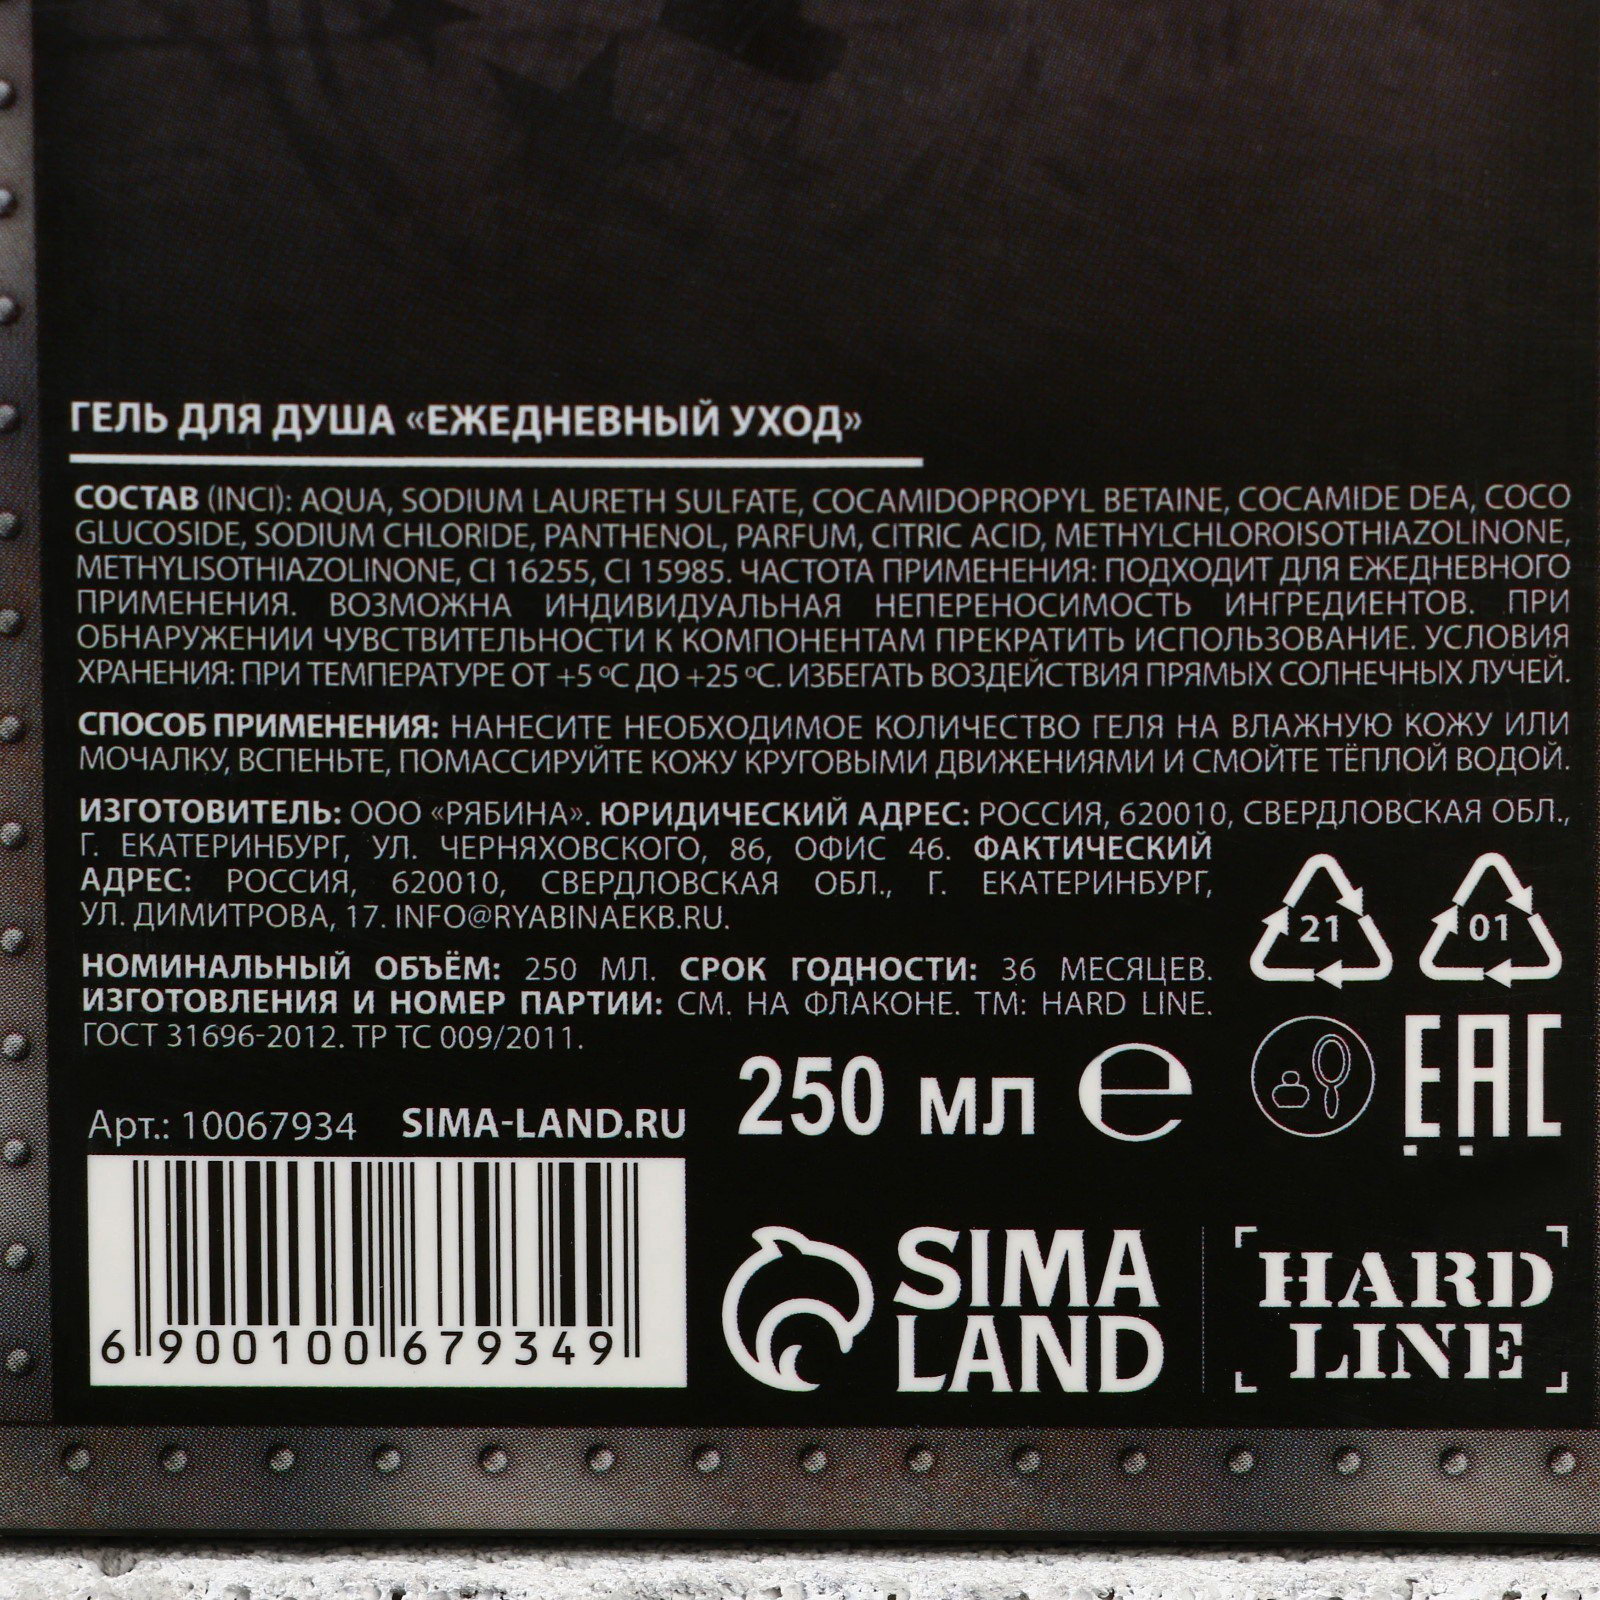 ГЕЛЬ ДЛЯ ДУША «ЕЖЕДНЕВНЫЙ УХОД»
СОСТАВ (INCI): AQUA, SODIUM LAURETH SULFATE, COCAMIDOPROPYL BETAINE, COCAMIDE DEA, COCO
GLUCOSIDE, SODIUM CHLORIDE, PANTHENOL, PARFUM, CITRIC ACID, METHYLCHLOROISOTHIAZOLINONE,
METHYLISOTHIAZOLINONE, CI 16255, CI 15985. ЧАСТОТА ПРИМЕНЕНИЯ: ПОДХОДИТ ДЛЯ ЕЖЕДНЕВНОГО
ПРИМЕНЕНИЯ. ВОЗМОЖНА ИНДИВИДУАЛЬНАЯ НЕПЕРЕНОСИМОСТЬ ИНГРЕДИЕНТОВ. ПРИ
ОБНАРУЖЕНИИ ЧУВСТВИТЕЛЬНОСТИ К КОМПОНЕНТАМ ПРЕКРАТИТЬ ИСПОЛЬЗОВАНИЕ. УСЛОВИЯ
ХРАНЕНИЯ: ПРИ ТЕМПЕРАТУРЕ ОТ +5 ºС ДО +25 ºС. ИЗБЕГАТЬ ВОЗДЕЙСТВИЯ ПРЯМЫХ СОЛНЕЧНЫХ ЛУЧЕЙ.
СПОСОБ ПРИМЕНЕНИЯ: НАНЕСИТЕ НЕОБХОДИМОЕ КОЛИЧЕСТВО ГЕЛЯ НА ВЛАЖНУЮ КОЖУ ИЛИ
МОЧАЛКУ, ВСПЕНЬТЕ, ПОМАССИРУЙТЕ КОЖУ КРУГОВЫМИ ДВИЖЕНИЯМИ И СМОЙТЕ ТЁПЛОЙ ВОДОЙ.
ИЗГОТОВИТЕЛЬ: ООО «РЯБИНА». ЮРИДИЧЕСКИЙ АДРЕС: РОССИЯ, 620010, СВЕРДЛОВСКАЯ ОБЛ.,
Г. ЕКАТЕРИНБУРГ, УЛ. ЧЕРНЯХОВСКОГО, 86, ОФИС 46. ФАКТИЧЕСКИЙ
АДРЕС: РОССИЯ, 620010, СВЕРДЛОВСКАЯ ОБЛ., Г. ЕКАТЕРИНБУРГ,
УЛ. ДИМИТРОВА, 17. INFO@RYABINAEKB.RU.
21 01
НОМИНАЛЬНЫЙ ОБЪЁМ: 250 МЛ. СРОК ГОДНОСТИ: 36 МЕСЯЦЕВ.
ИЗГОТОВЛЕНИЯ И НОМЕР ПАРТИИ: СМ. НА ФЛАКОНЕ. ТМ: HARD LINE.
ГОСТ 31696-2012. ТР ТС 009/2011.
250 мл ℮
EAC
Арт.: 10067934 SIMA-LAND.RU
6 900100 679349
SIMA
LAND
HARD
LINE